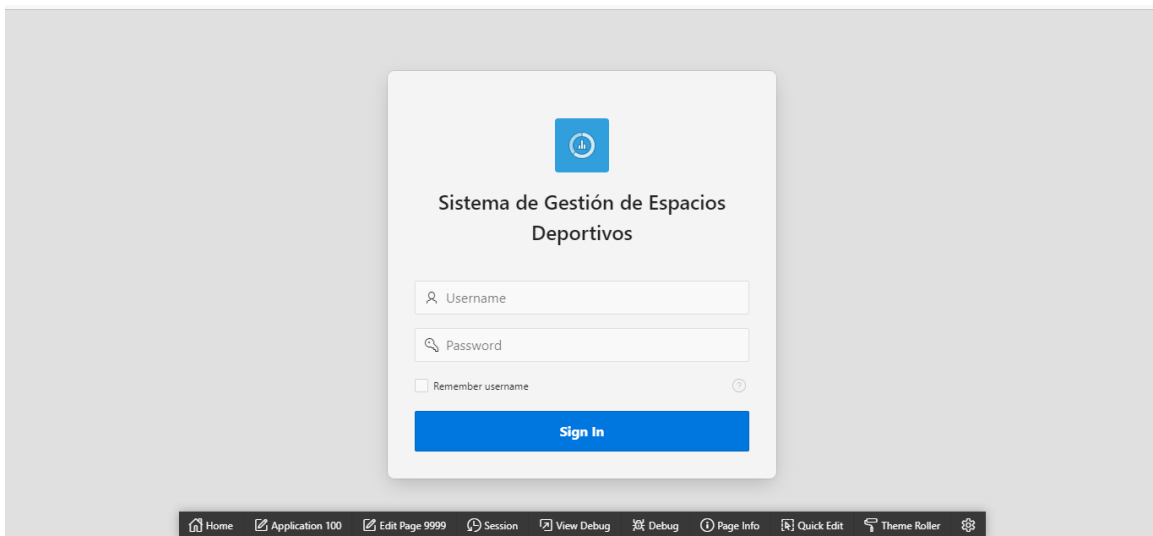 Sistema de Gestión de Espacios
Deportivos
Username
Password
Remember username
?
Sign In
Home Application 100 Edit Page 9999 Session View Debug Debug Page Info Quick Edit Theme Roller